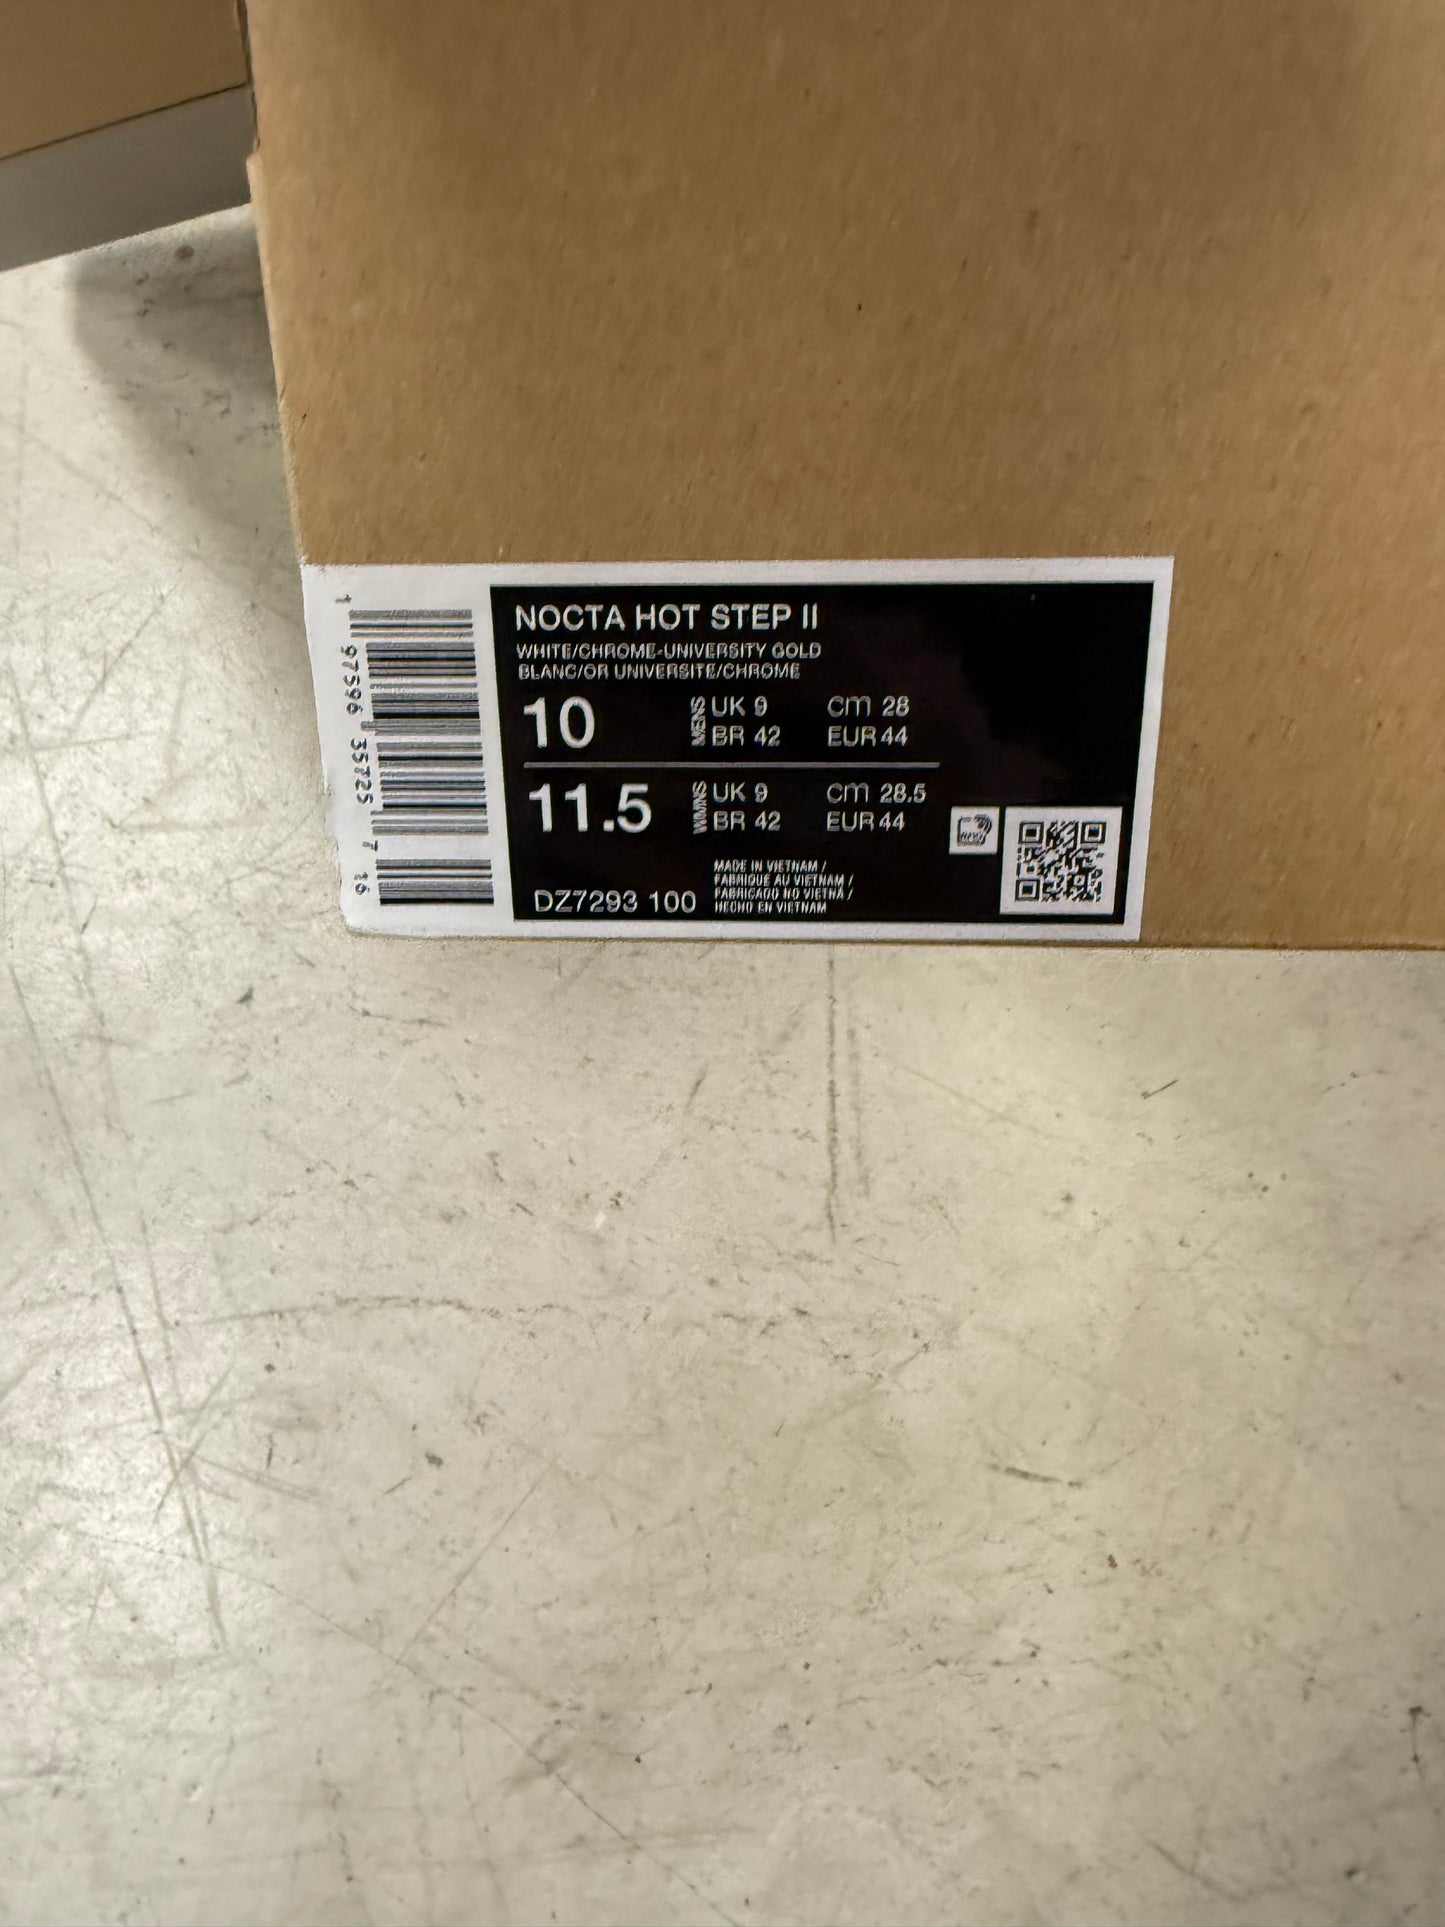 NOCTA HOT STEP II
WHITE/CHROME-UNIVERSITY GOLD
BLANC/OR UNIVERSITE/CHROME
10 MENS UK 9 CM 28
BR 42 EUR 44
11.5 WMNS UK 9 CM 28.5
BR 42 EUR 44
DZ7293 100
MADE IN VIETNAM /
FABRIQUÉ AU VIETNAM /
FABRICADO NO VIETNÃ /
HECHO EN VIETNAM
1 97596 35725 7 16